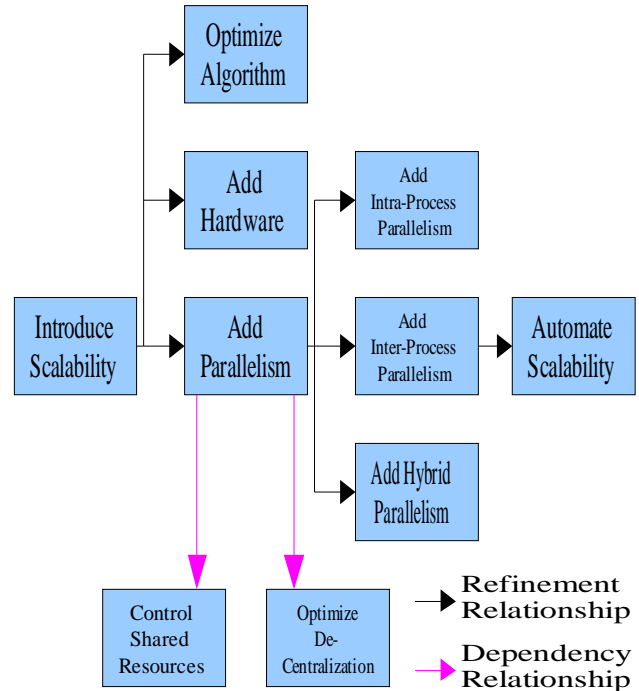 Optimize
Algorithm
Add
Hardware
Add
Intra-Process
Parallelism
Introduce
Scalability
Add
Parallelism
Add
Inter-Process
Parallelism
Automate
Scalability
Add Hybrid
Parallelism
Control
Shared
Resources
Optimize
De-
Centralization
Refinement
Relationship
Dependency
Relationship